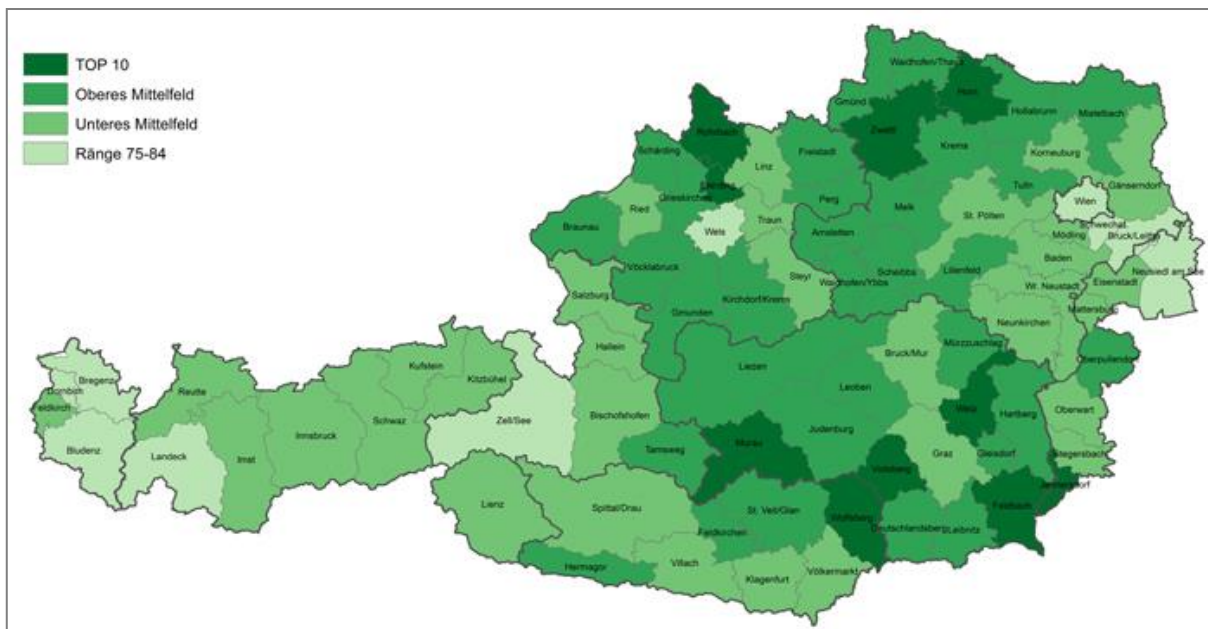 TOP 10
Oberes Mittelfeld
Unteres Mittelfeld
Ränge 75-84
Waidhofen/Thaya
Horn
Gmünd
Hollabrunn
Mistelbach
Zwettl
Rohrbach
Schärding
Linz
Freistadt
Krems
Korneuburg
Gänserndorf
Eferding
Grieskirchen
Perg
Tulln
Wien
Ried
Melk
St. Pölten
Schwechat
Braunau
Wels
Traun
Amstetten
Mödling
Bruck/Leitha
Baden
Vöcklabruck
Steyr
Scheibbs
Lilienfeld
Neusiedl am See
Waidhofen/Ybbs
Wr. Neustadt
Eisenstadt
Salzburg
Kirchdorf/Krems
Gmunden
Mattersburg
Neunkirchen
Hallein
Bruck/Mur
Mürzzuschlag
Oberpullendorf
Kufstein
Liezen
Bregenz
Kitzbühel
Dornbirn
Reutte
Leoben
Feldkirch
Schwaz
Bischofshofen
Weiz
Hartberg
Oberwart
Zell/See
Innsbruck
Judenburg
Murau
Bludenz
Landeck
Imst
Tamsweg
Graz
Gleisdorf
Stegersbach
Voitsberg
Jennersdorf
Lienz
Spittal/Drau
St. Veit/Glan
Wolfsberg
Feldbach
Feldkirchen
Deutschlandsberg
Leibnitz
Hermagor
Villach
Klagenfurt
Völkermarkt